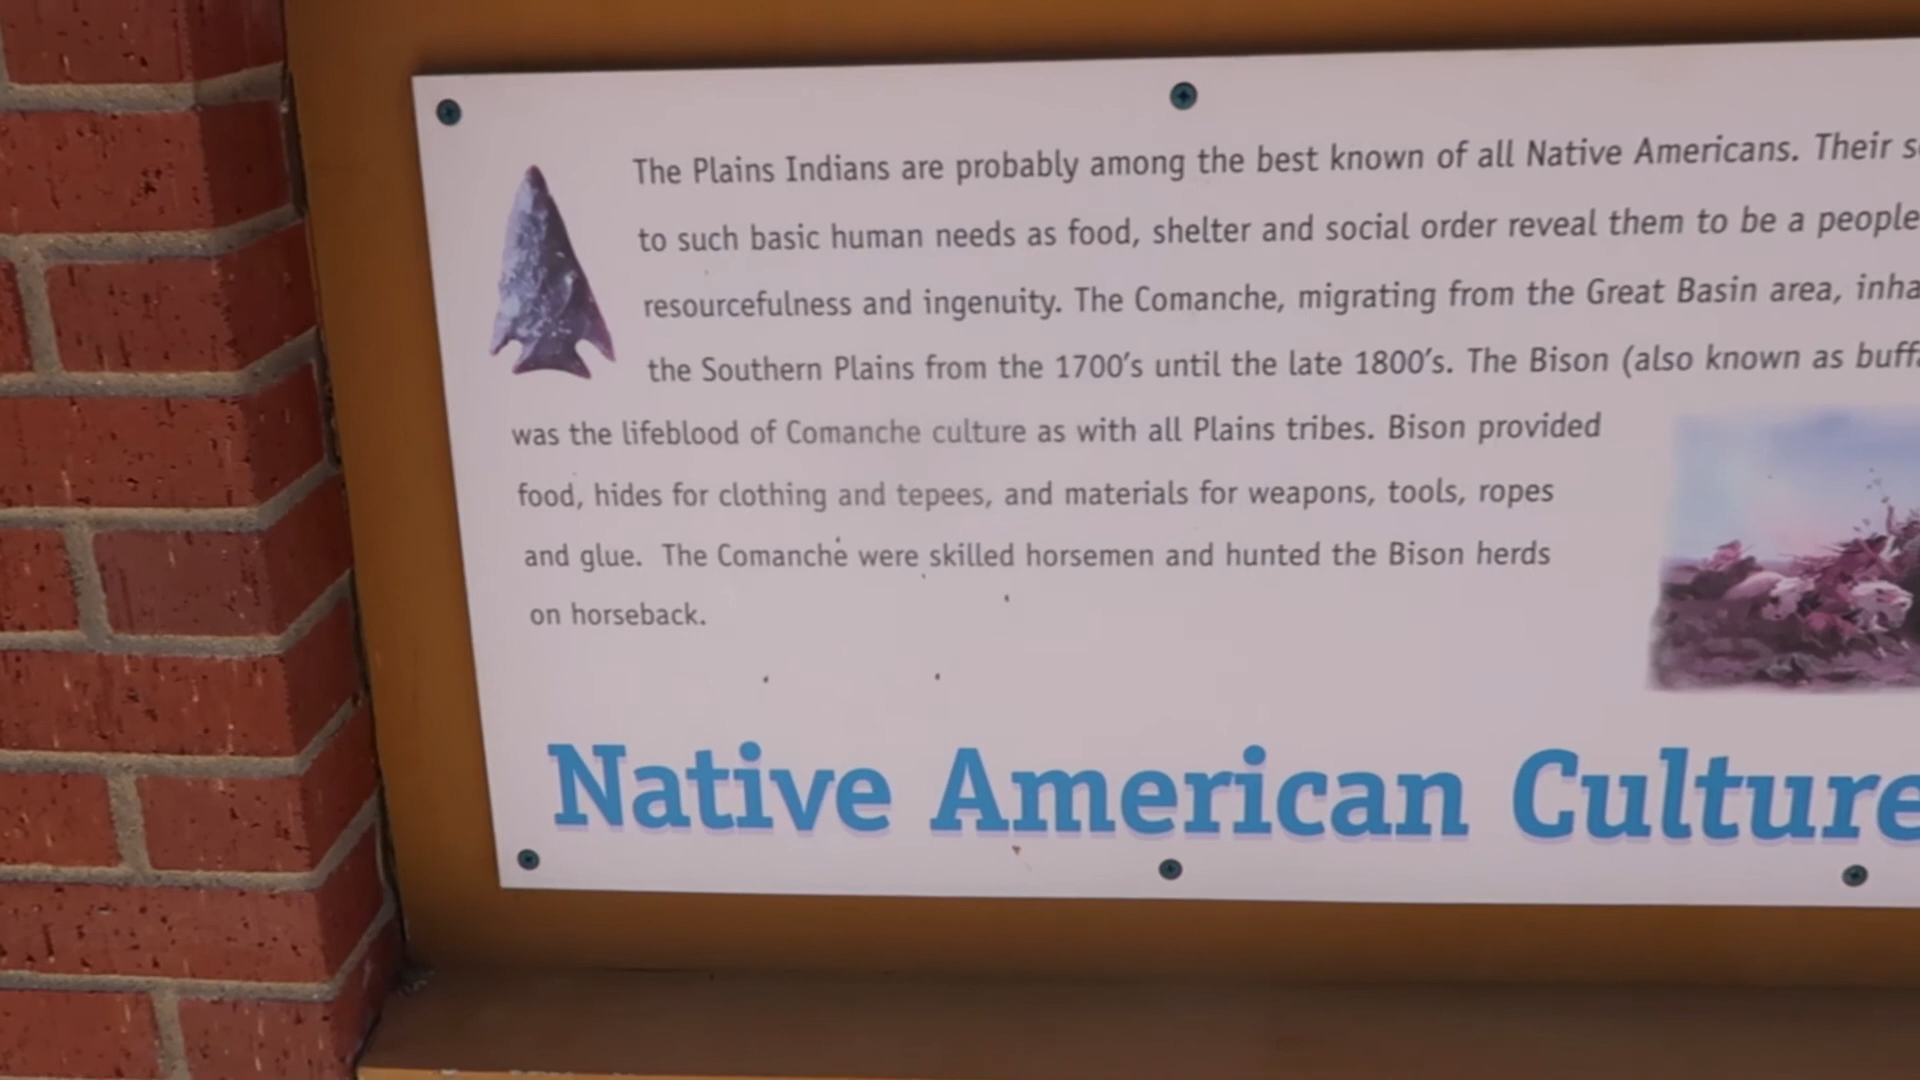 The Plains Indians are probably among the best known of all Native Americans. Their
to such basic human needs as food, shelter and social order reveal them to be a people
resourcefulness and ingenuity. The Comanche, migrating from the Great Basin area,
the Southern Plains from the 1700's until the late 1800's. The Bison (also known as
was the lifeblood of Comanche culture as with all Plains tribes. Bison provided
food, hides for clothing and tepees, and materials for weapons, tools, ropes
and glue. The Comanche were skilled horsemen and hunted the Bison herds
on horseback.
Native American Culture